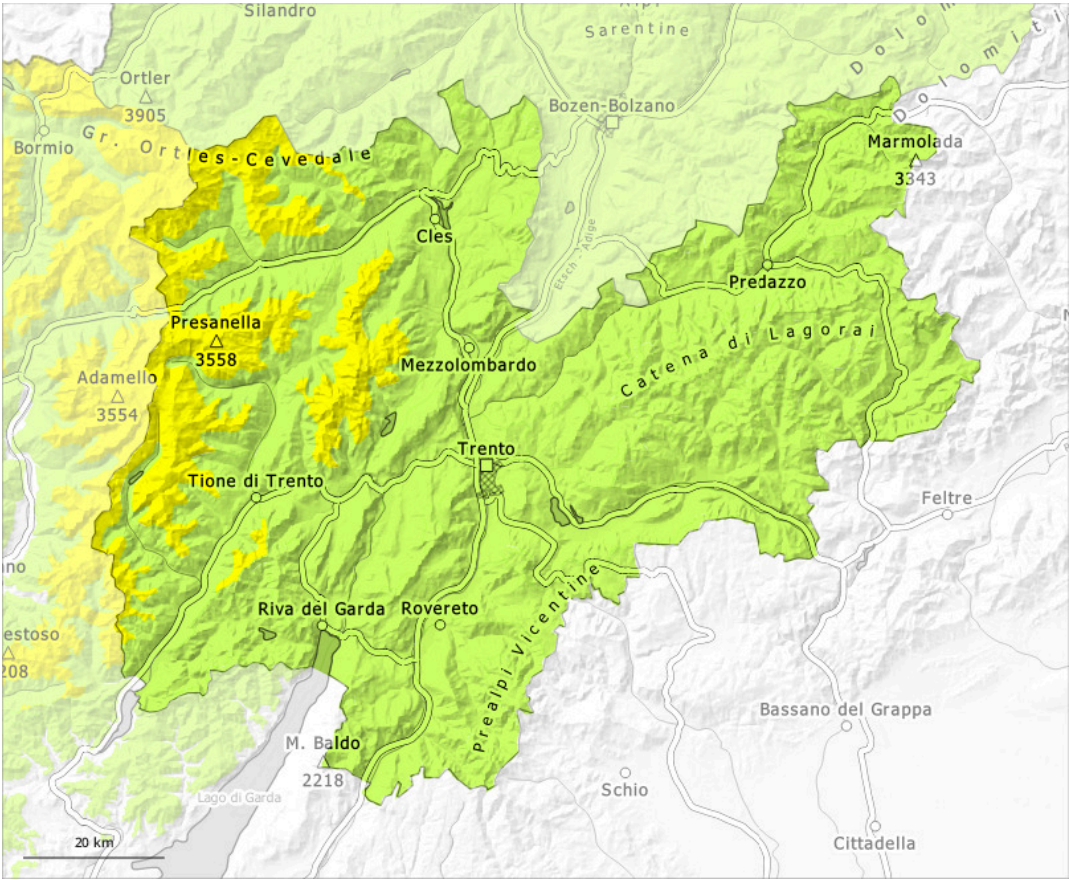 Silandro
Sarentine
Dolomiti
Ortler
3905
Bozen-Bolzano
Bormio
Gr. Ortles-Cevedale
Marmolada
3343
Cles
Etsch - Adige
Predazzo
Presanella
3558
Catena di Lagorai
Mezzolombardo
Adamello
3554
Trento
Tione di Trento
Feltre
Riva del Garda
Rovereto
estoso
208
Prealpi Vicentine
Bassano del Grappa
M. Baldo
2218
Schio
Lago di Garda
20 km
Cittadella